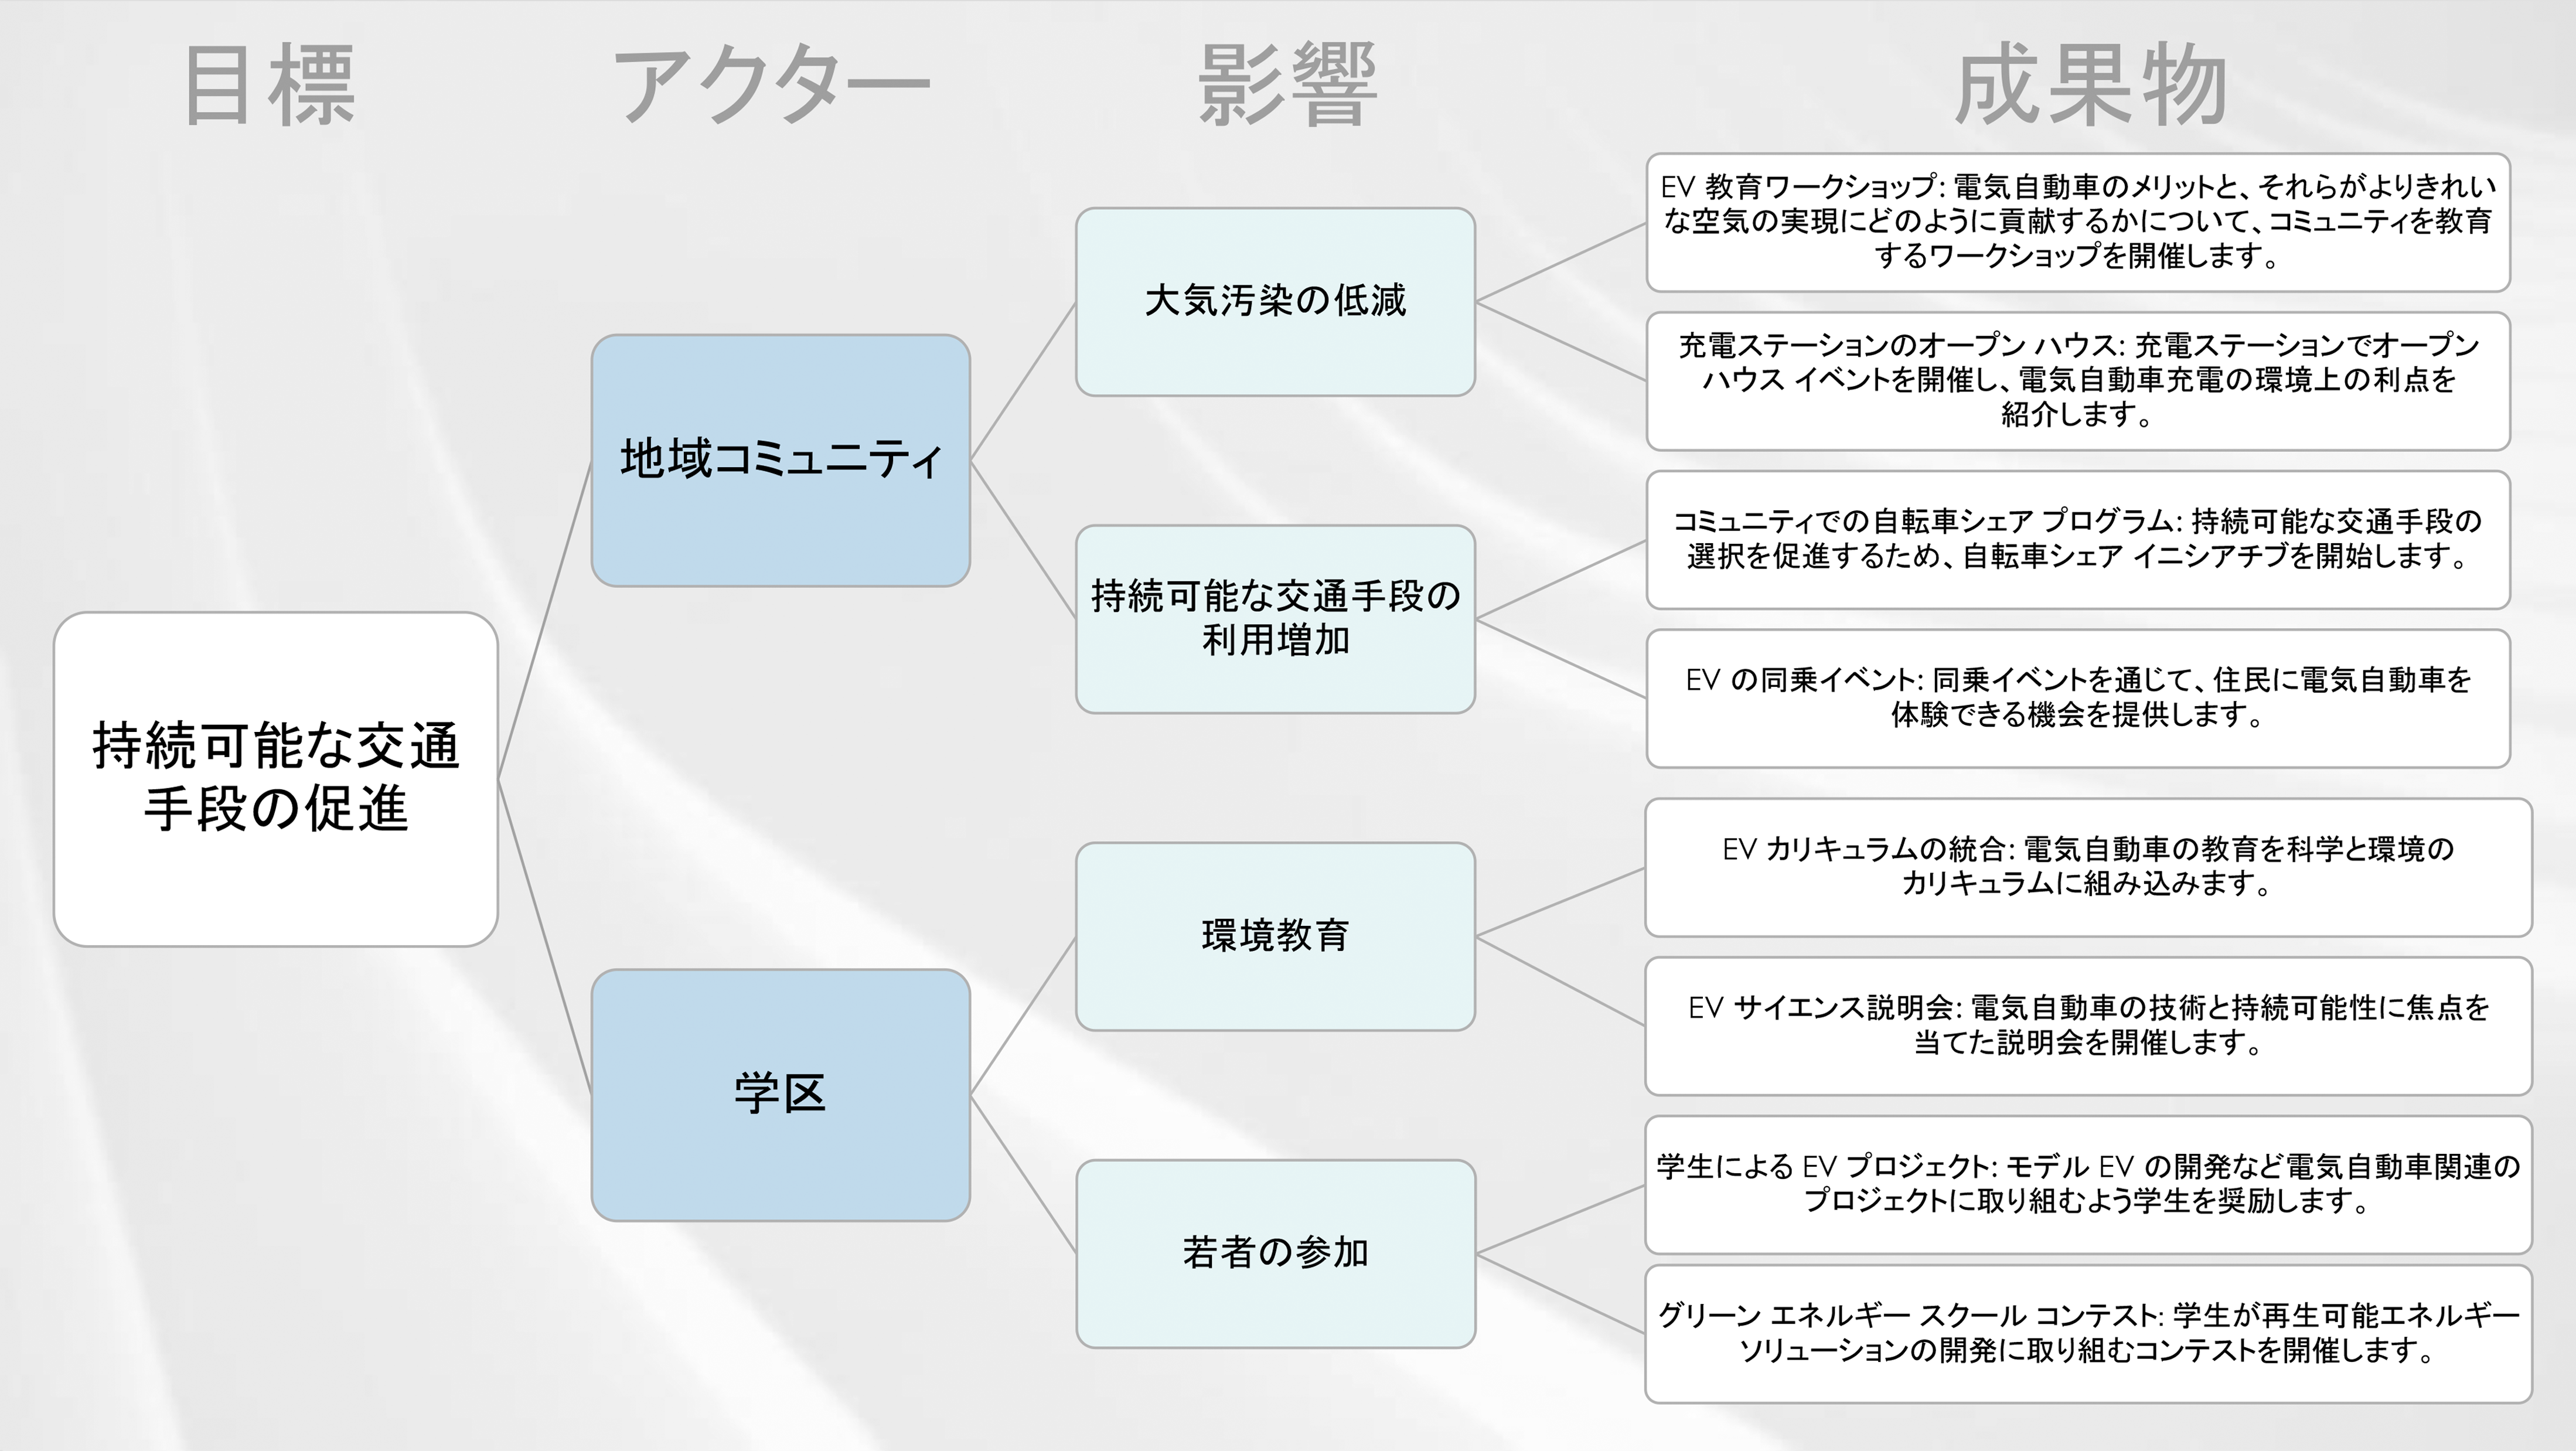 目標
アクター
影響
成果物
持続可能な交通
手段の促進
地域コミュニティ
学区
大気汚染の低減
持続可能な交通手段の
利用増加
環境教育
若者の参加
EV 教育ワークショップ: 電気自動車のメリットと、それらがよりきれい
な空気の実現にどのように貢献するかについて、コミュニティを教育
するワークショップを開催します。
充電ステーションのオープン ハウス: 充電ステーションでオープン
ハウス イベントを開催し、電気自動車充電の環境上の利点を
紹介します。
コミュニティでの自転車シェア プログラム: 持続可能な交通手段の
選択を促進するため、自転車シェア イニシアチブを開始します。
EV の同乗イベント: 同乗イベントを通じて、住民に電気自動車を
体験できる機会を提供します。
EV カリキュラムの統合: 電気自動車の教育を科学と環境の
カリキュラムに組み込みます。
EV サイエンス説明会: 電気自動車の技術と持続可能性に焦点を
当てた説明会を開催します。
学生による EV プロジェクト: モデル EV の開発など電気自動車関連の
プロジェクトに取り組むよう学生を奨励します。
グリーン エネルギー スクール コンテスト: 学生が再生可能エネルギー
ソリューションの開発に取り組むコンテストを開催します。